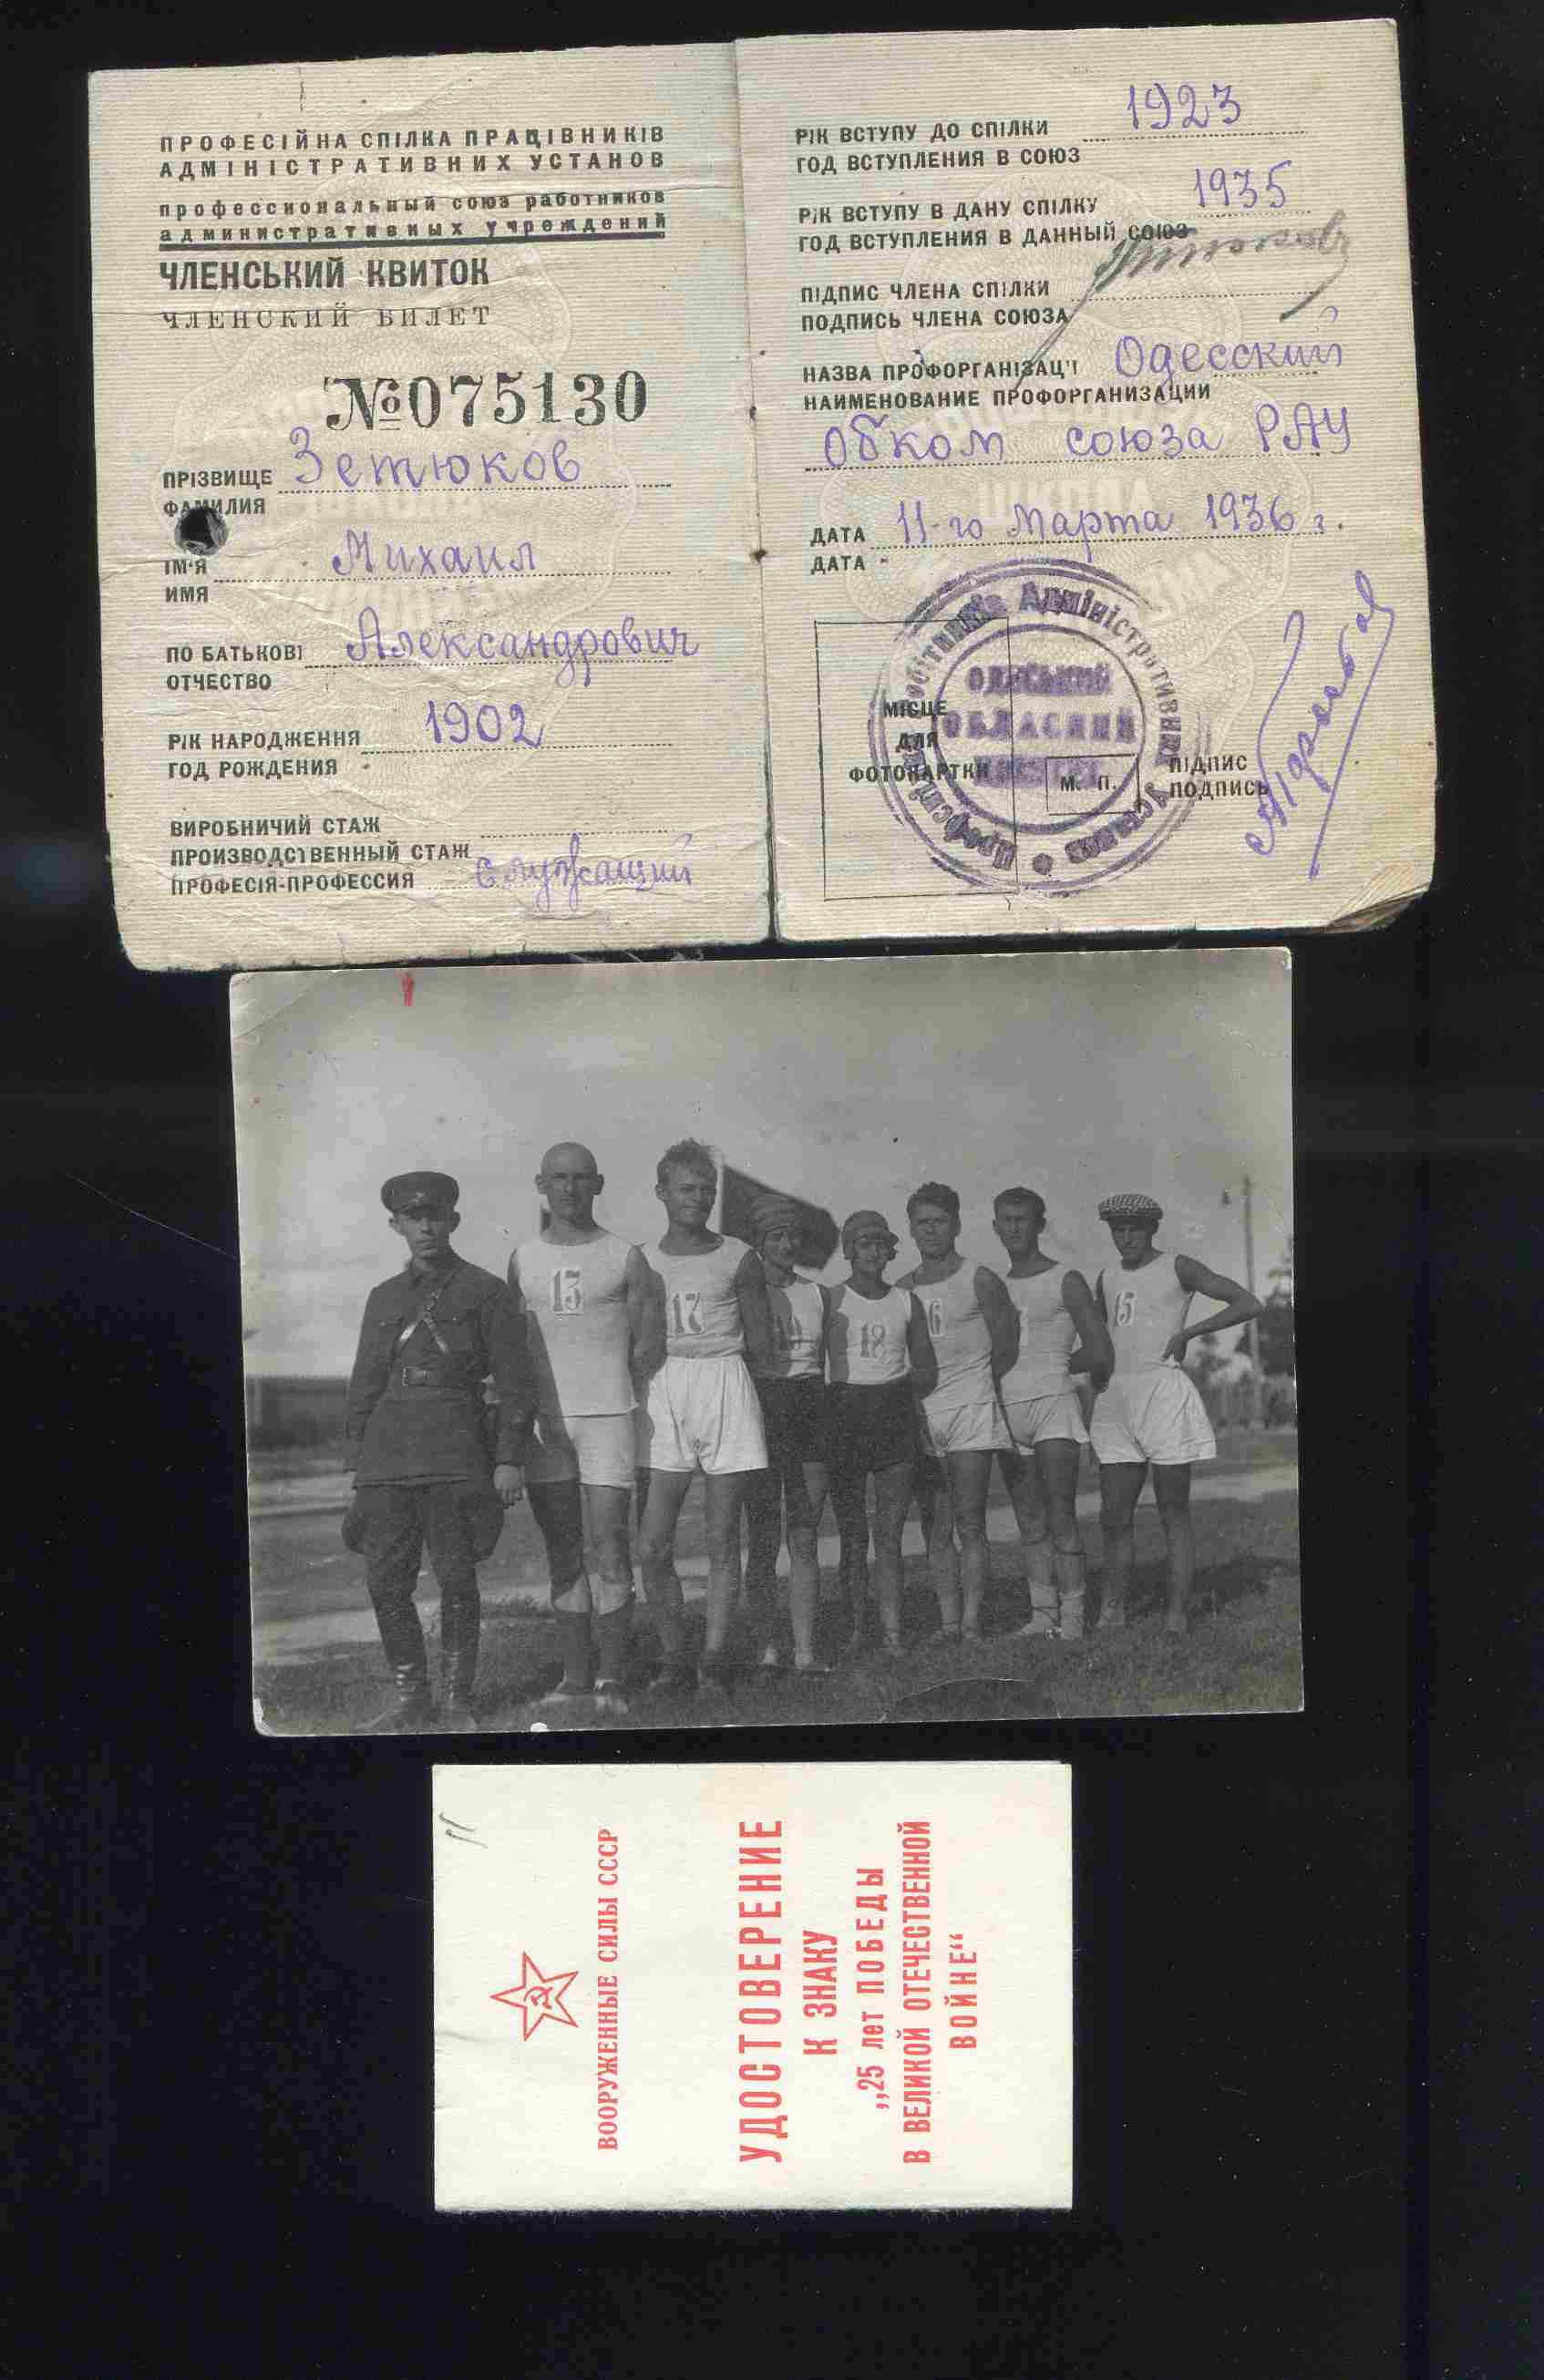 ПРОФЕСІЙНА СПІЛКА ПРАЦІВНИКІВ
АДМІНІСТРАТИВНИХ УСТАНОВ
профессиональный союз работников
административных учреждений
ЧЛЕНСЬКИЙ КВИТОК
ЧЛЕНСКИЙ БИЛЕТ
№075130
ПРІЗВИЩЕ Зетюков
ФАМИЛИЯ
ІМ'Я Михаил
ИМЯ
ПО БАТЬКОВІ Александрович
ОТЧЕСТВО
РІК НАРОДЖЕННЯ 1902
ГОД РОЖДЕНИЯ
ВИРОБНИЧИЙ СТАЖ
ПРОИЗВОДСТВЕННЫЙ СТАЖ
ПРОФЕСІЯ-ПРОФЕССИЯ Служащий
РІК ВСТУПУ ДО СПІЛКИ 1923
ГОД ВСТУПЛЕНИЯ В СОЮЗ
РІК ВСТУПУ В ДАНУ СПІЛКУ 1935
ГОД ВСТУПЛЕНИЯ В ДАННЫЙ СОЮЗ
ПІДПИС ЧЛЕНА СПІЛКИ
ПОДПИСЬ ЧЛЕНА СОЮЗА
НАЗВА ПРОФОРГАНІЗАЦ'Ї Одесский
НАИМЕНОВАНИЕ ПРОФОРГАНИЗАЦИИ
Обком союза РАУ
ДАТА 11-го Марта 1936 г.
ДАТА
Адміністративних Установ
ОДЕСЬКИЙ
ОБЛАСНИЙ
МІСЦЕ
ДЛЯ
ФОТОКАРТКИ
М. П.
ПІДПИС
ПОДПИСЬ
13
17
18
15
ВООРУЖЕННЫЕ СИЛЫ СССР
УДОСТОВЕРЕНИЕ
К ЗНАКУ
„25 лет ПОБЕДЫ
В ВЕЛИКОЙ ОТЕЧЕСТВЕННОЙ
ВОЙНЕ“